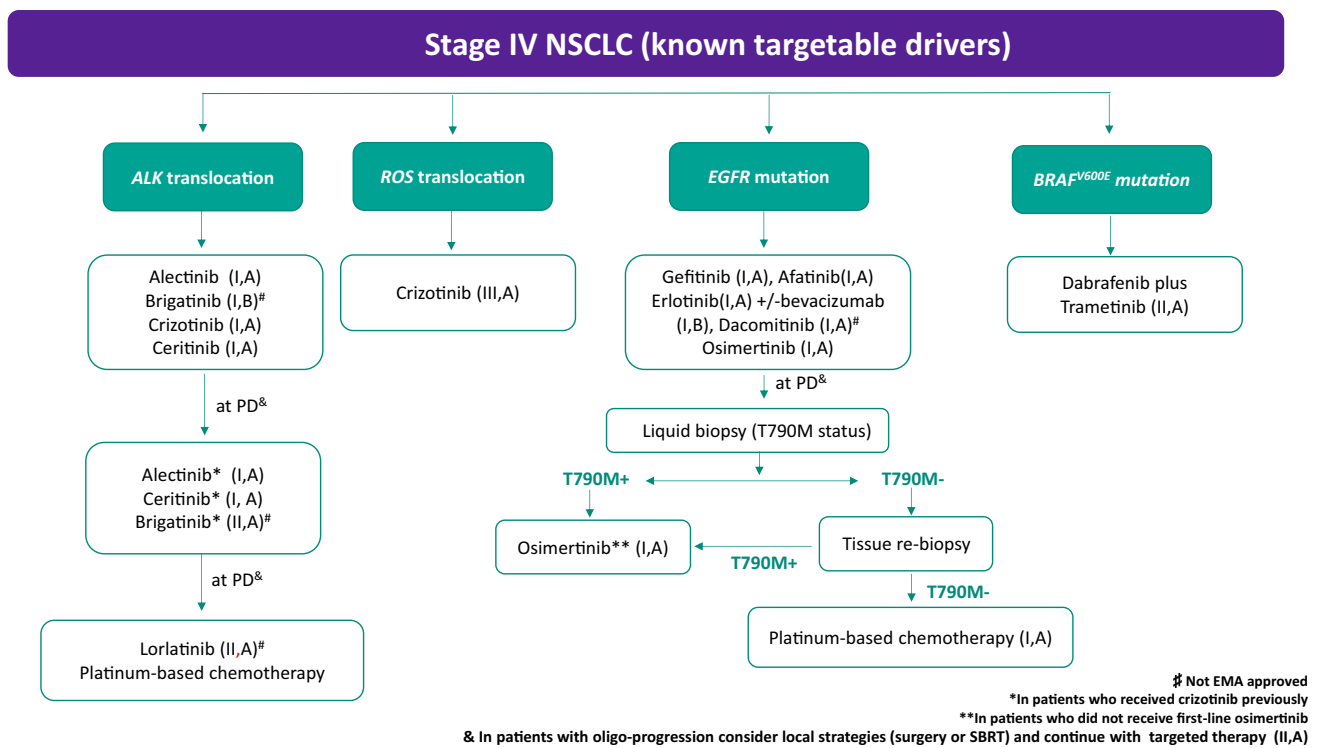 Stage IV NSCLC (known targetable drivers)
ALK translocation
Alectinib (I,A)
Brigatinib (I,B)#
Crizotinib (I,A)
Ceritinib (I,A)
at PD&
Alectinib* (I,A)
Ceritinib* (I, A)
Brigatinib* (II,A)#
at PD&
Lorlatinib (II,A)#
Platinum-based chemotherapy
ROS translocation
Crizotinib (III,A)
EGFR mutation
Gefitinib (I,A), Afatinib(I,A)
Erlotinib(I,A) +/-bevacizumab
(I,B), Dacomitinib (I,A)#
Osimertinib (I,A)
at PD&
Liquid biopsy (T790M status)
T790M+
T790M-
Osimertinib** (I,A)
T790M+
Tissue re-biopsy
T790M-
Platinum-based chemotherapy (I,A)
BRAFV600E mutation
Dabrafenib plus
Trametinib (II,A)
# Not EMA approved
*In patients who received crizotinib previously
**In patients who did not receive first-line osimertinib
& In patients with oligo-progression consider local strategies (surgery or SBRT) and continue with targeted therapy (II,A)